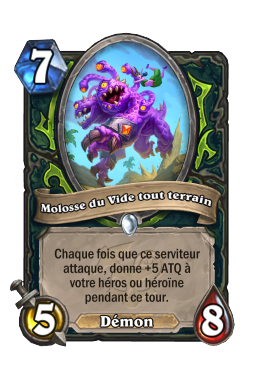 7
Molosse du Vide tout terrain
Chaque fois que ce serviteur
attaque, donne +5 ATQ à
votre héros ou héroïne
pendant ce tour.
5
Démon
8